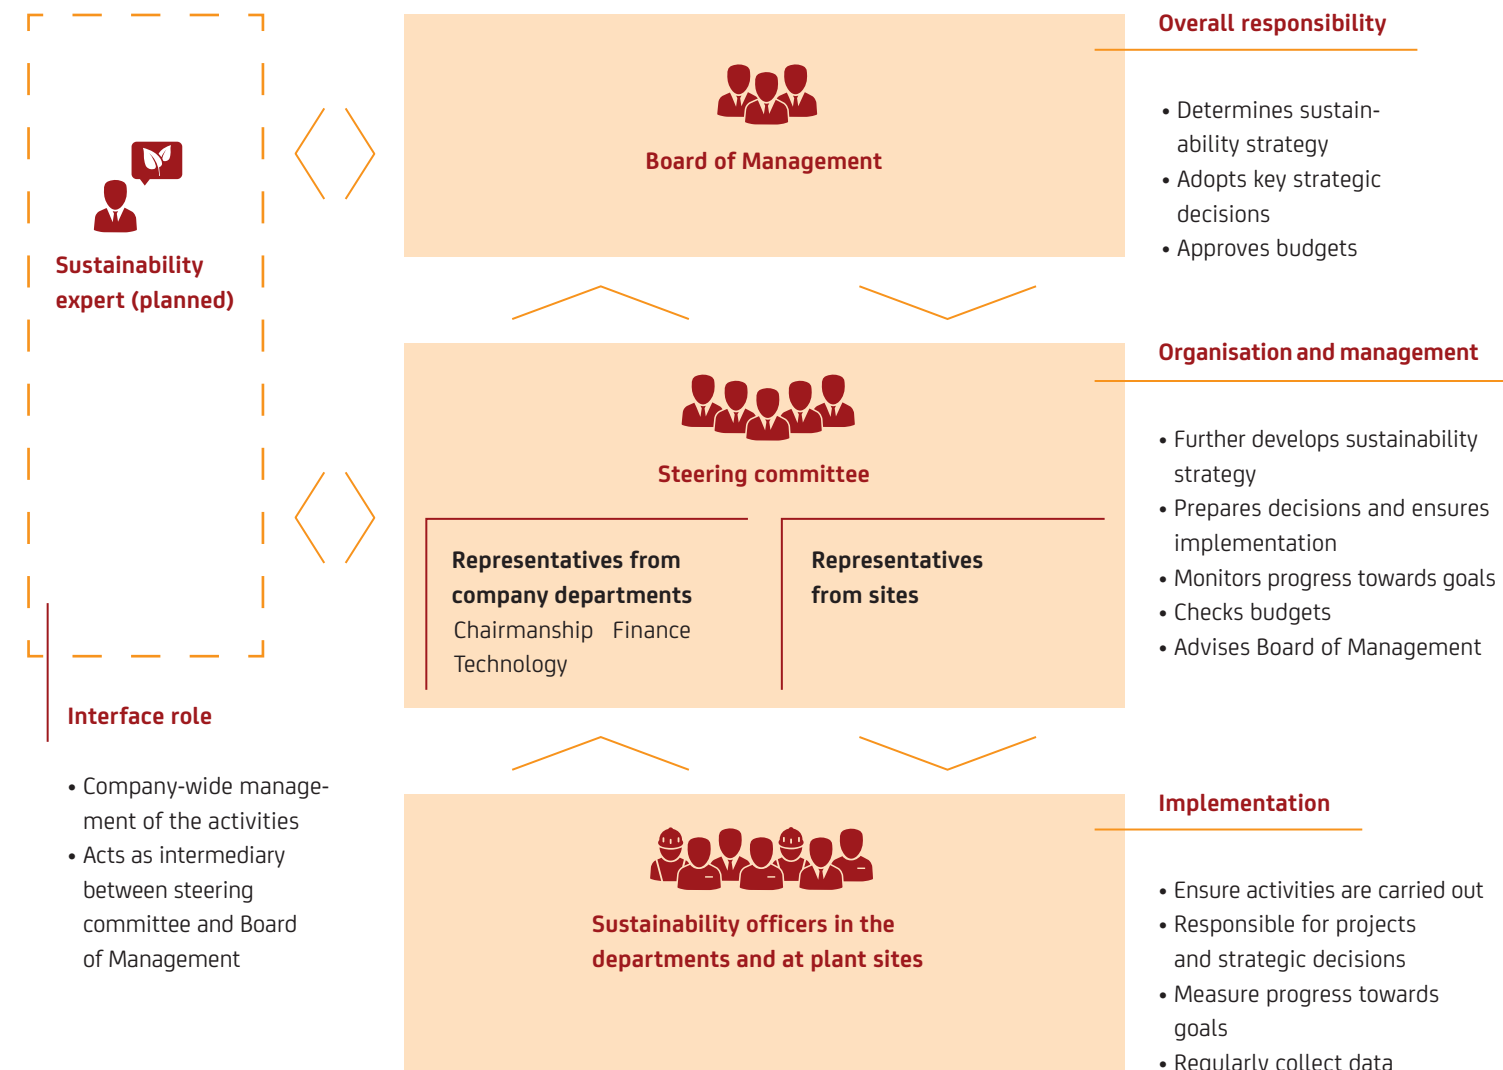 Overall responsibility
• Determines sustain-
ability strategy
• Adopts key strategic
decisions
• Approves budgets
Board of Management
Sustainability
expert (planned)
Organisation and management
• Further develops sustainability
strategy
• Prepares decisions and ensures
implementation
• Monitors progress towards goals
• Checks budgets
• Advises Board of Management
Steering committee
Representatives from
company departments
Chairmanship Finance
Technology
Representatives
from sites
Interface role
• Company-wide manage-
ment of the activities
• Acts as intermediary
between steering
committee and Board
of Management
Implementation
• Ensure activities are carried out
• Responsible for projects
and strategic decisions
• Measure progress towards
goals
• Regularly collect data
Sustainability officers in the
departments and at plant sites